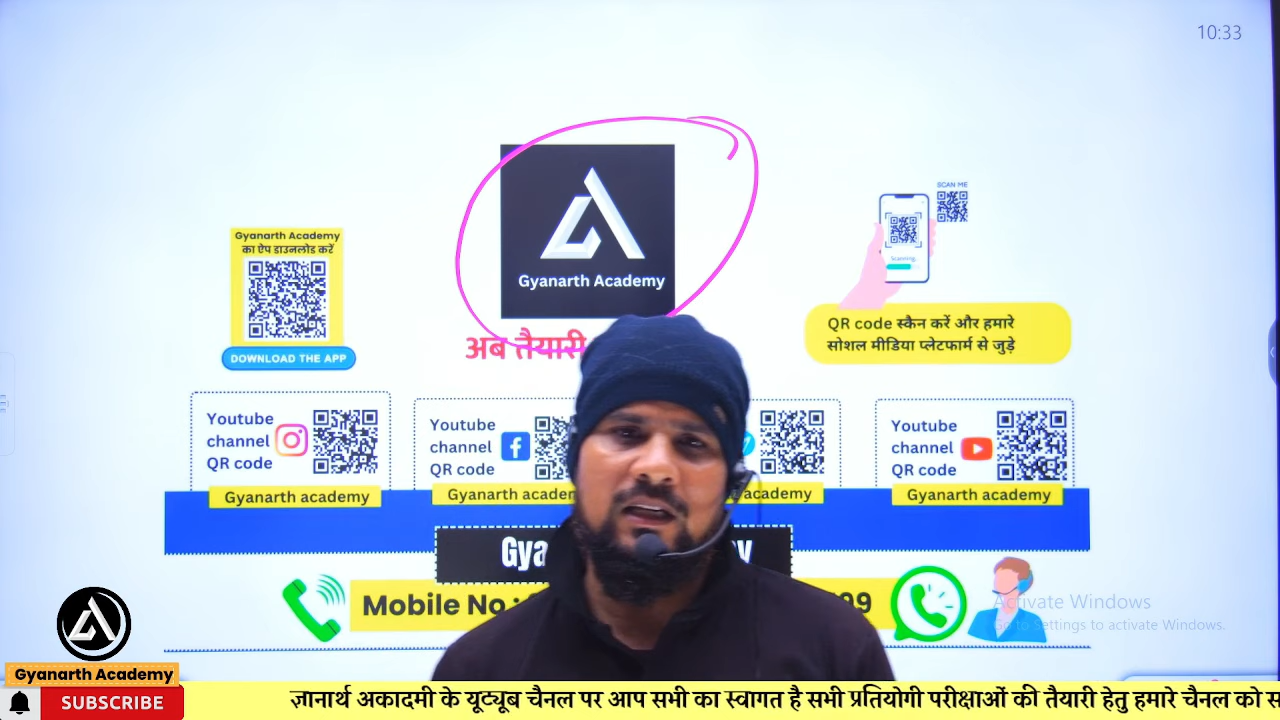 10:33
SCAN ME
Gyanarth Academy
का ऐप डाउनलोड करें
DOWNLOAD THE APP
Gyanarth Academy
अब तैयारी
Scanning.
QR code स्कैन करें और हमारे
सोशल मीडिया प्लेटफार्म से जुड़े
Youtube
channel
QR code
Gyanarth academy
Youtube
channel
QR code
Gyanarth academ
academy
Youtube
channel
QR code
Gyanarth academy
Gya
Mobile No.:
99
Activate Windows
Go to Settings to activate Windows.
Gyanarth Academy
SUBSCRIBE
ज्ञानार्थ अकादमी के यूट्यूब चैनल पर आप सभी का स्वागत है सभी प्रतियोगी परीक्षाओं की तैयारी हेतु हमारे चैनल को स